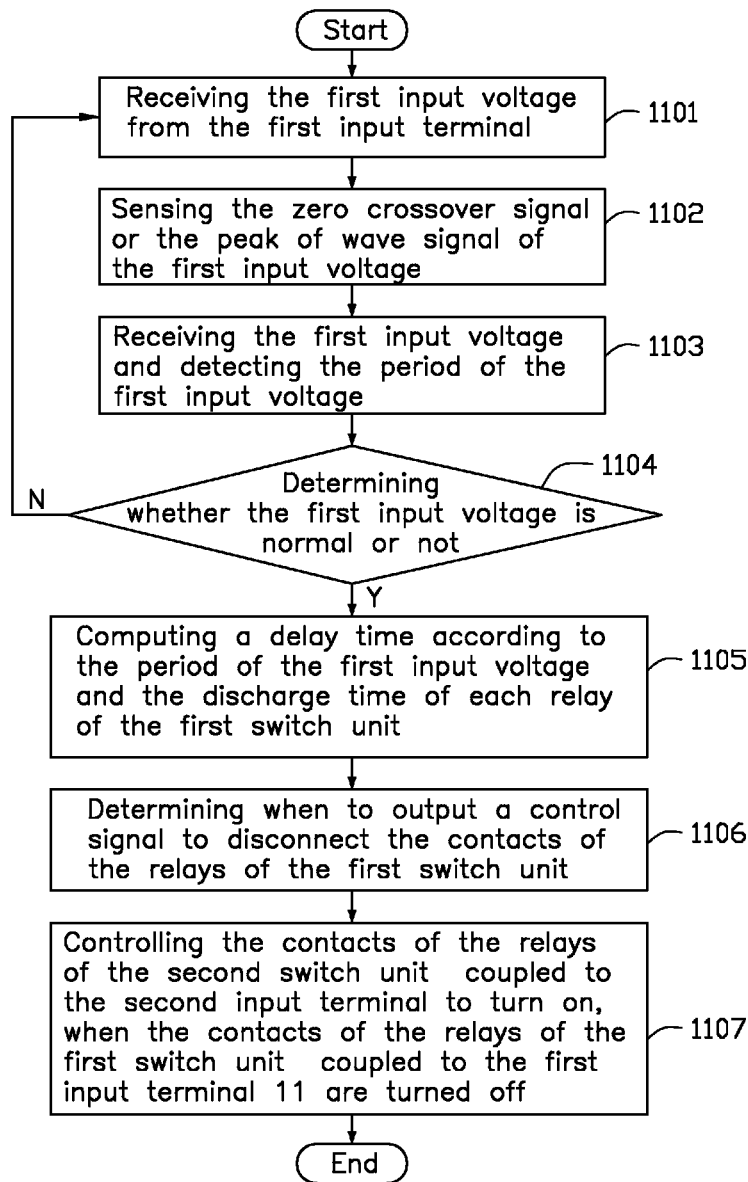 Start
Receiving the first input voltage
from the first input terminal
1101
Sensing the zero crossover signal
or the peak of wave signal of
the first input voltage
1102
Receiving the first input voltage
and detecting the period of the
first input voltage
1103
1104
Determining
whether the first input voltage is
normal or not
N
Y
Computing a delay time according to
the period of the first input voltage
and the discharge time of each relay
of the first switch unit
1105
Determining when to output a control
signal to disconnect the contacts of
the relays of the first switch unit
1106
Controlling the contacts of the relays
of the second switch unit coupled to
the second input terminal to turn on,
when the contacts of the relays of the
first switch unit coupled to the first
input terminal 11 are turned off
1107
End